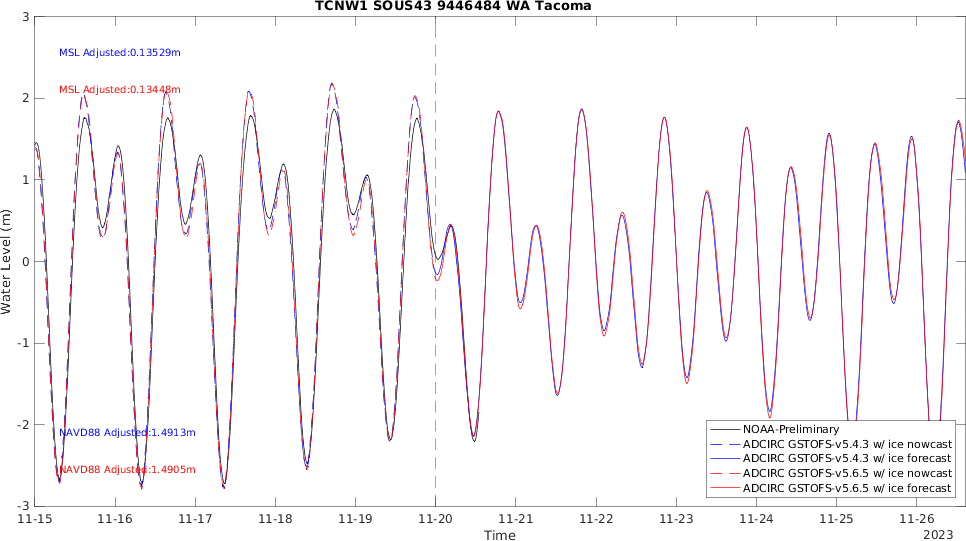 TCNW1 SOUS43 9446484 WA Tacoma
3
2
1
0
-1
-2
-3
Water Level (m)
MSL Adjusted:0.13529m
MSL Adjusted:0.13448m
NAVD88 Adjusted:1.4913m
NAVD88 Adjusted:1.4905m
NOAA-Preliminary
ADCIRC GSTOFS-v5.4.3 w/ ice nowcast
ADCIRC GSTOFS-v5.4.3 w/ ice forecast
ADCIRC GSTOFS-v5.6.5 w/ ice nowcast
ADCIRC GSTOFS-v5.6.5 w/ ice forecast
11-15 11-16 11-17 11-18 11-19 11-20 11-21 11-22 11-23 11-24 11-25 11-26
Time
2023